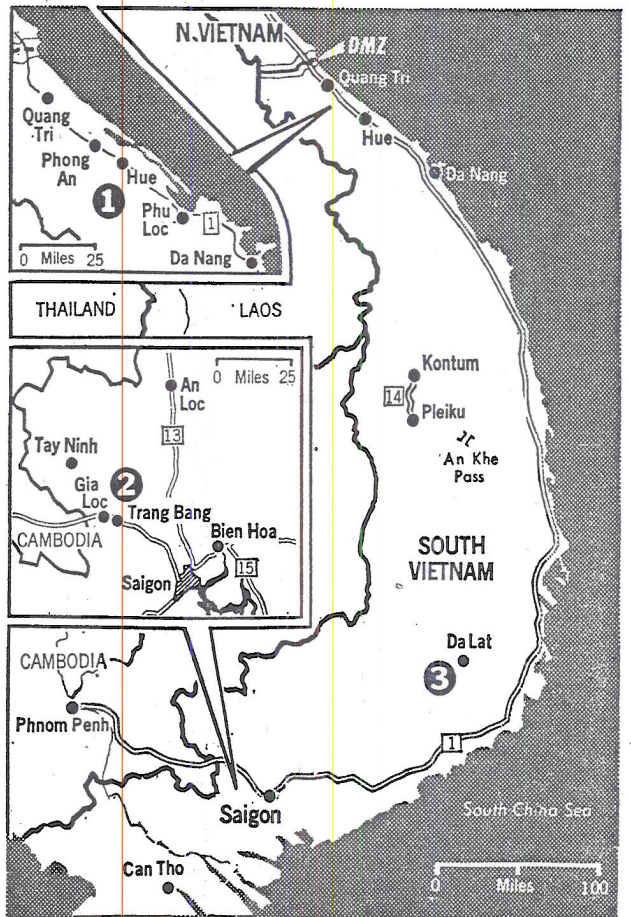 N. VIETNAM
DMZ
Quang Tri
Hue
Da Nang
Quang
Tri
Phong
An
Hue
1
Phu
Loc
1
Da Nang
0 Miles 25
THAILAND
LAOS
0 Miles 25
An
Loc
13
Tay Ninh
Gia
Loc
2
Trang Bang
CAMBODIA
Bien Hoa
Saigon
15
Kontum
14
Pleiku
An Khe
Pass
SOUTH
VIETNAM
Da Lat
3
CAMBODIA
Phnom Penh
1
Saigon
South China Sea
Can Tho
0 Miles 100